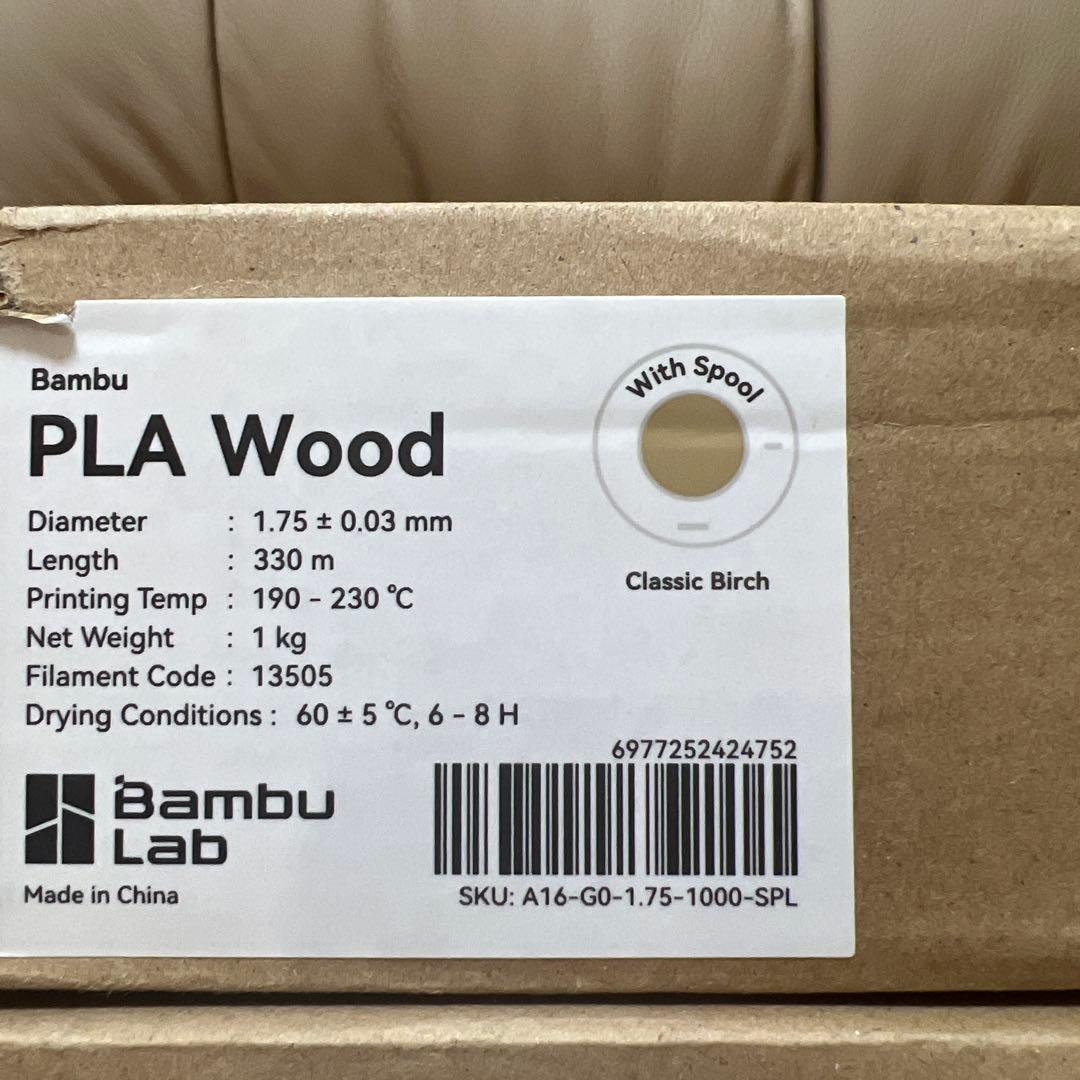 Bambu
PLA Wood
With Spool
Classic Birch
Diameter : 1.75 ± 0.03 mm
Length : 330 m
Printing Temp : 190 - 230 ℃
Net Weight : 1 kg
Filament Code : 13505
Drying Conditions : 60 ± 5 ℃, 6 - 8 H
6977252424752
Bambu
Lab
Made in China
SKU: A16-G0-1.75-1000-SPL